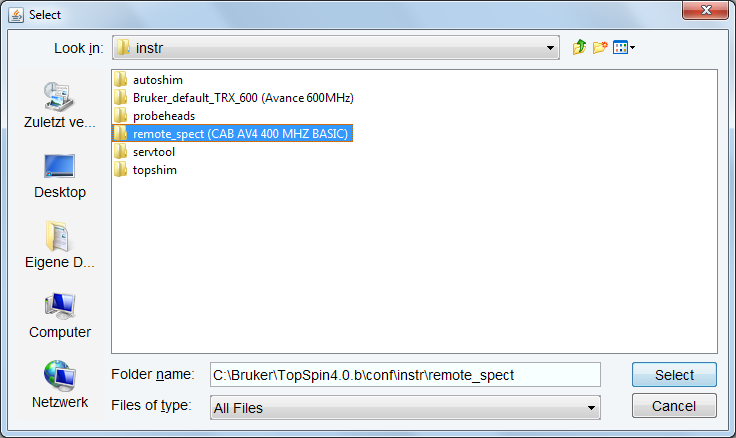 Select
Look in: instr
autoshim
Bruker_default_TRX_600 (Avance 600MHz)
probeheads
remote_spect (CAB AV4 400 MHZ BASIC)
servtool
topshim
Zuletzt ve...
Desktop
Eigene D...
Computer
Netzwerk
Folder name: C:\Bruker\TopSpin4.0.b\conf\instr\remote_spect
Select
Files of type: All Files
Cancel